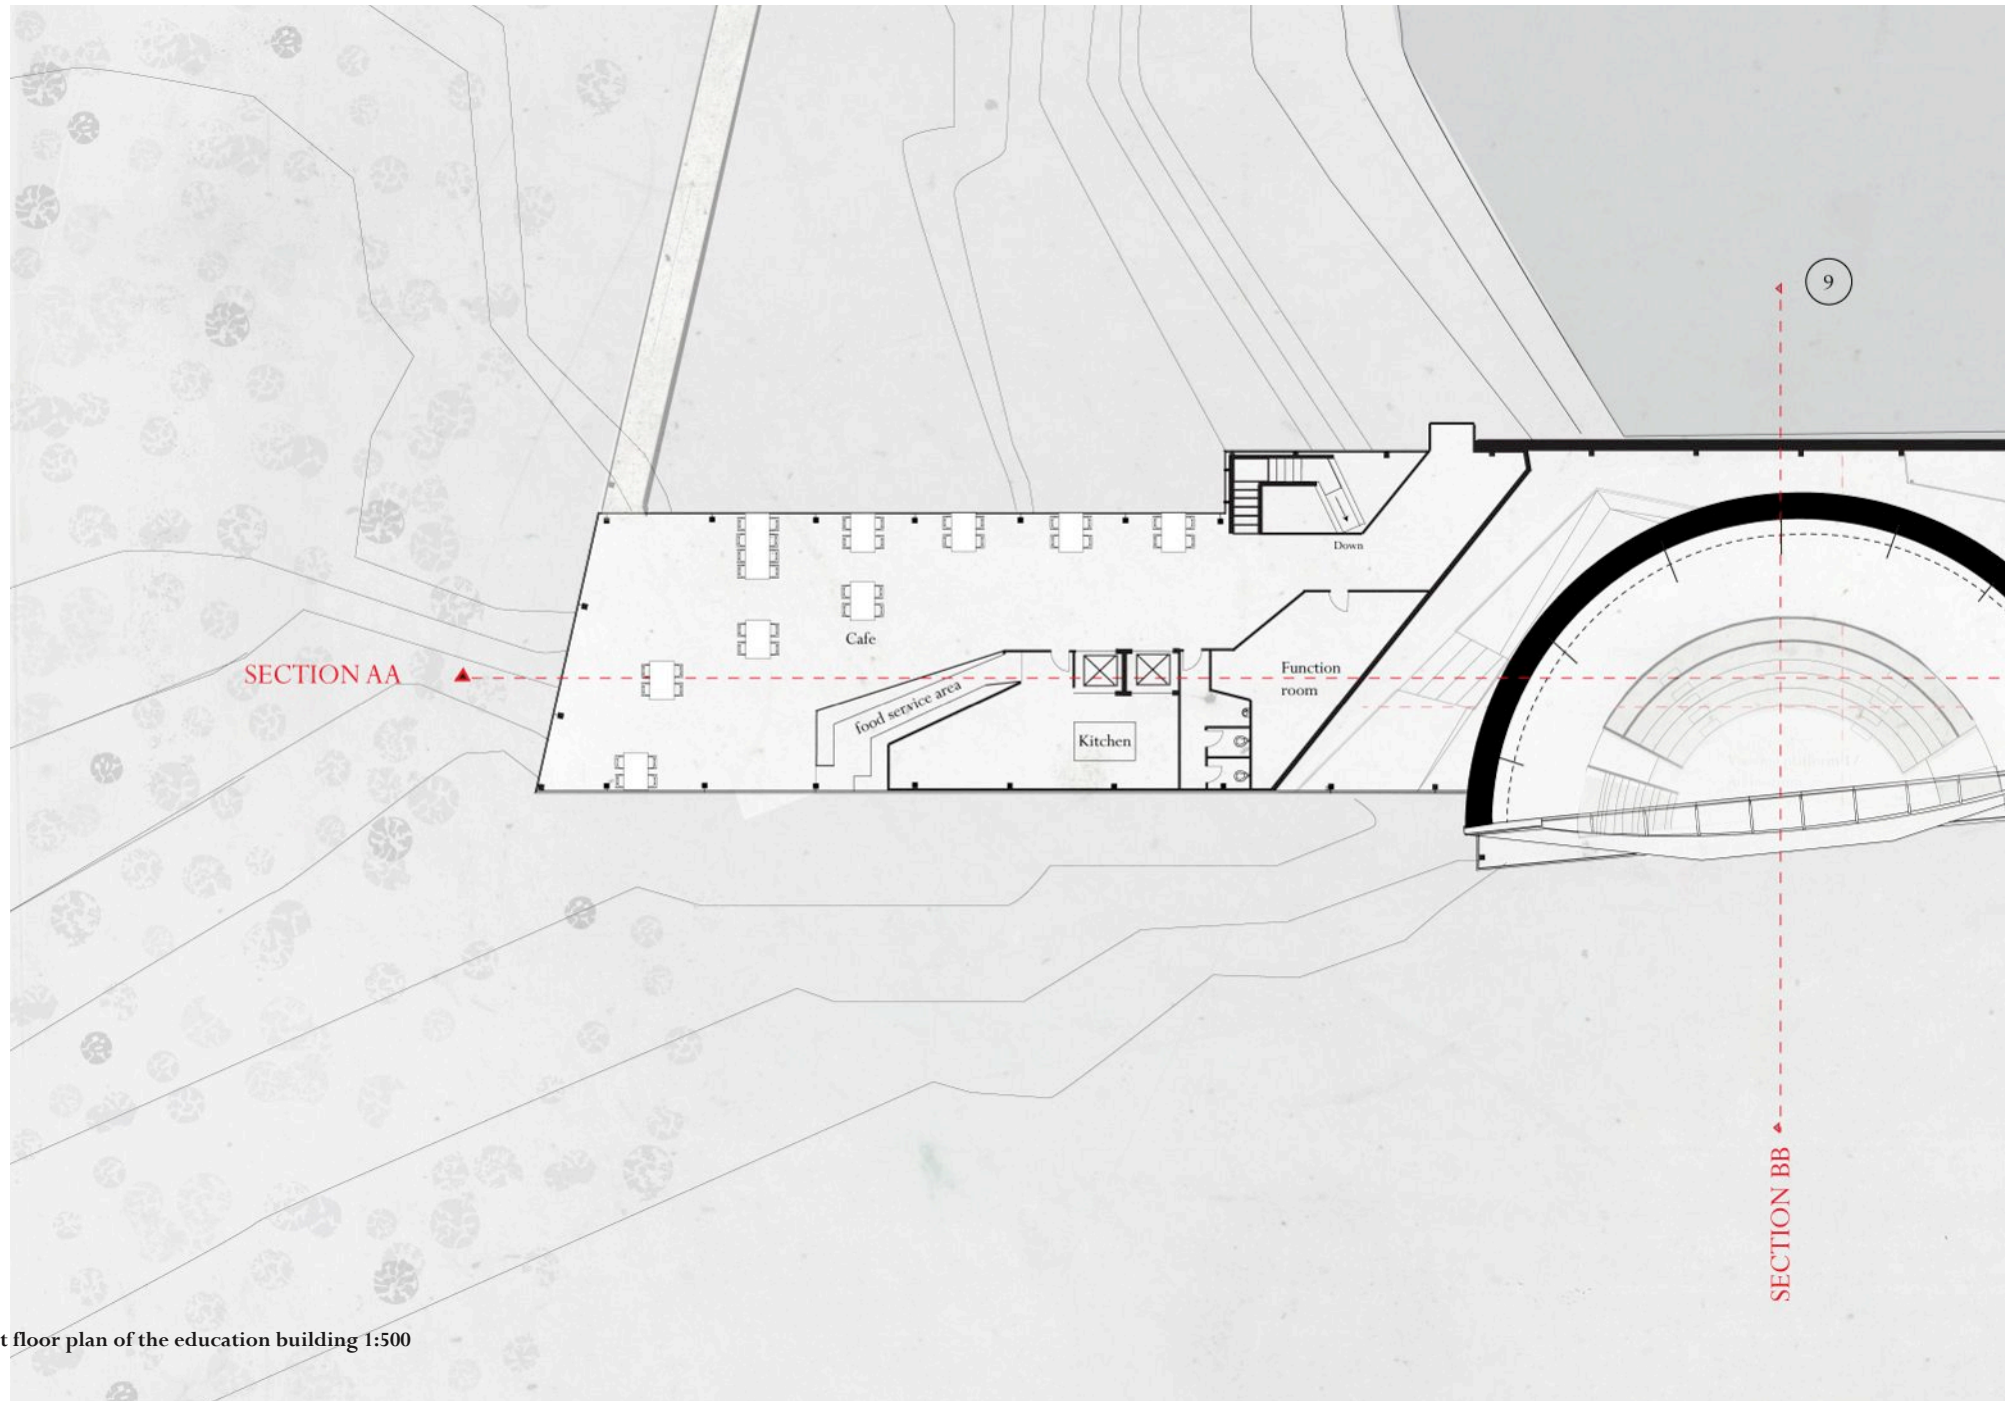 9
Down
Cafe
Function
room
SECTION AA
food service area
Kitchen
SECTION BB
t floor plan of the education building 1:500